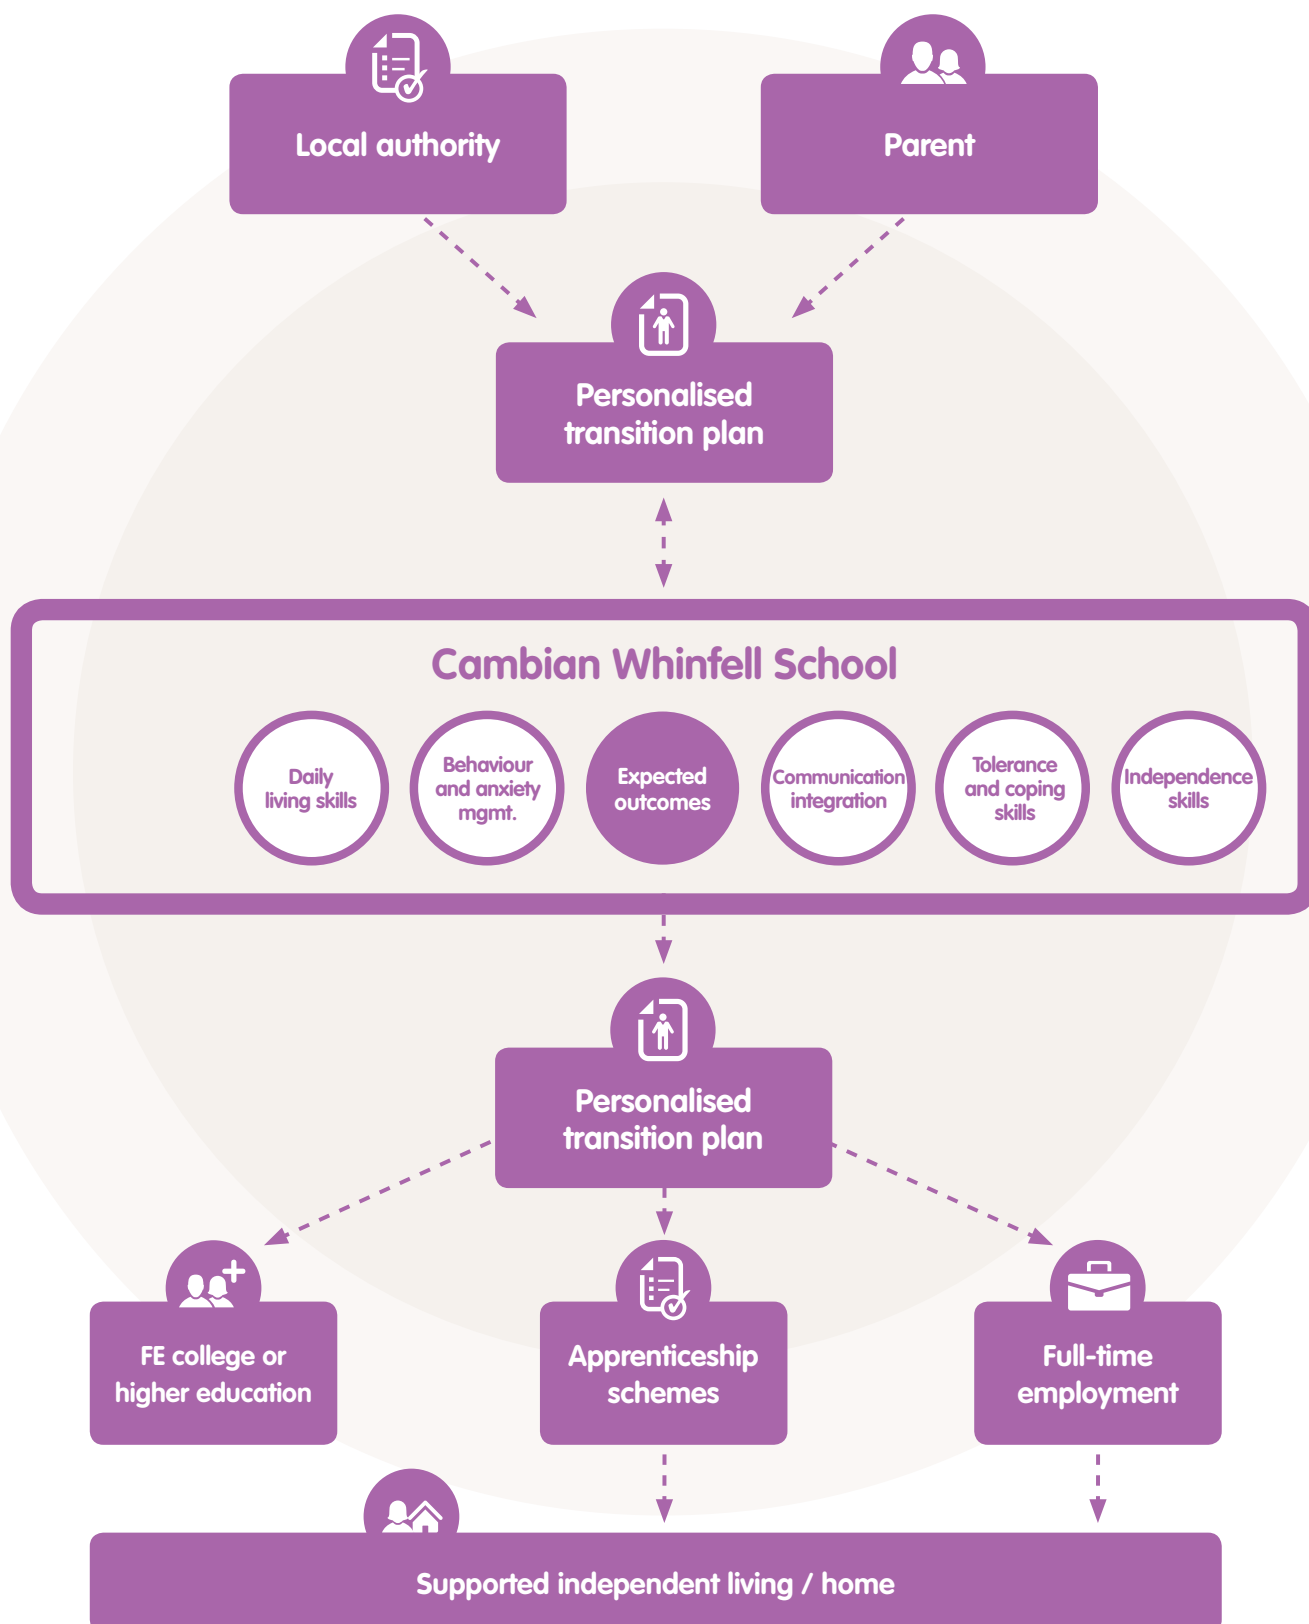 Local authority
Parent
Personalised
transition plan
Cambian Whinfell School
Daily
living skills
Behaviour
and anxiety
mgmt.
Expected
outcomes
Communication
integration
Tolerance
and coping
skills
Independence
skills
Personalised
transition plan
FE college or
higher education
Apprenticeship
schemes
Full-time
employment
Supported independent living / home